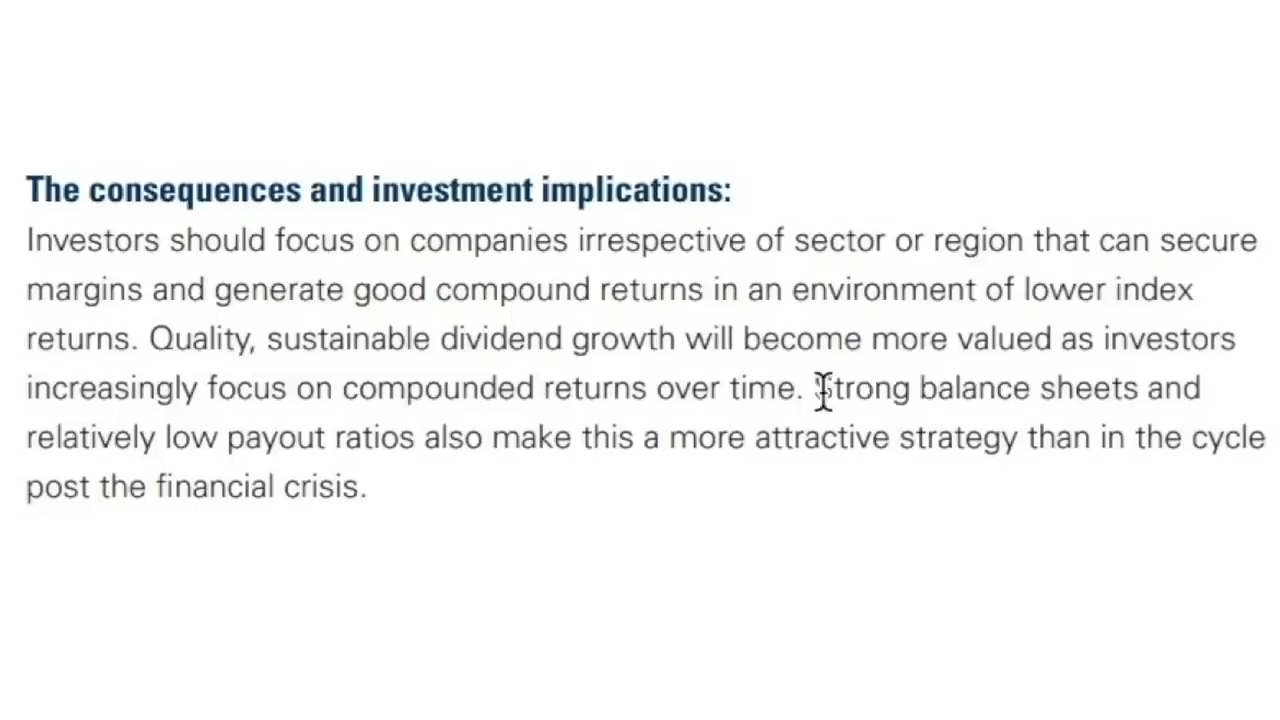 The consequences and investment implications:
Investors should focus on companies irrespective of sector or region that can secure
margins and generate good compound returns in an environment of lower index
returns. Quality, sustainable dividend growth will become more valued as investors
increasingly focus on compounded returns over time. Strong balance sheets and
relatively low payout ratios also make this a more attractive strategy than in the cycle
post the financial crisis.